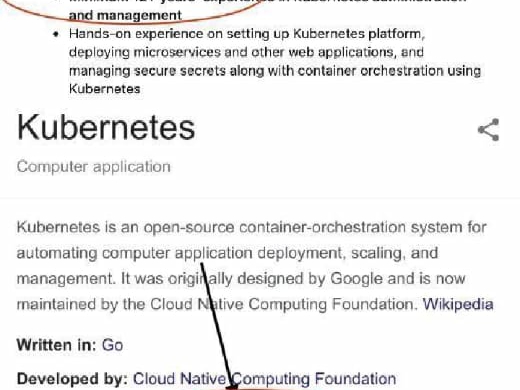 and management
• Hands-on experience on setting up Kubernetes platform,
deploying microservices and other web applications, and
managing secure secrets along with container orchestration using
Kubernetes
Kubernetes
Computer application
Kubernetes is an open-source container-orchestration system for
automating computer application deployment, scaling, and
management. It was originally designed by Google and is now
maintained by the Cloud Native Computing Foundation. Wikipedia
Written in: Go
Developed by: Cloud Native Computing Foundation